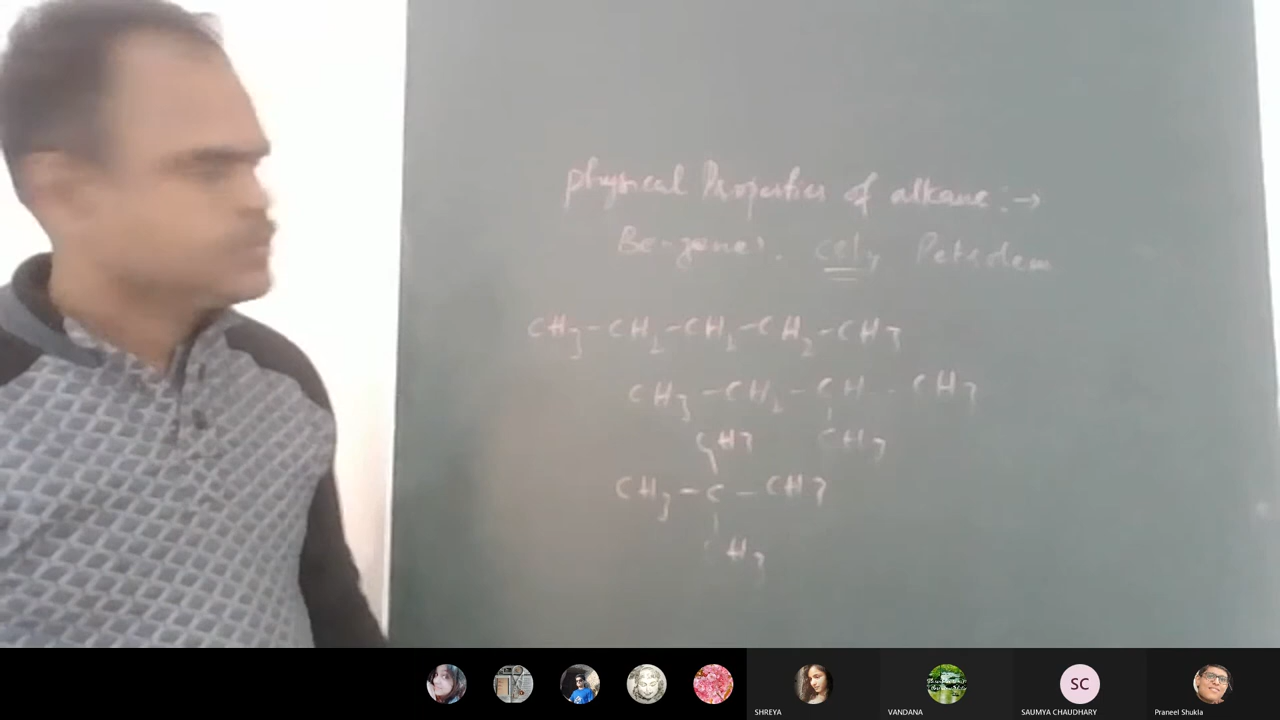 physical Properties of alkane :→
Benzene, CCl4 Petroleum
CH3-CH2-CH2-CH2-CH3
CH3-CH2-CH-CH3
CH3 CH3
CH3-C-CH3
CH3
SC
SHREYA VANDANA SAUMYA CHAUDHARY Praneel Shukla